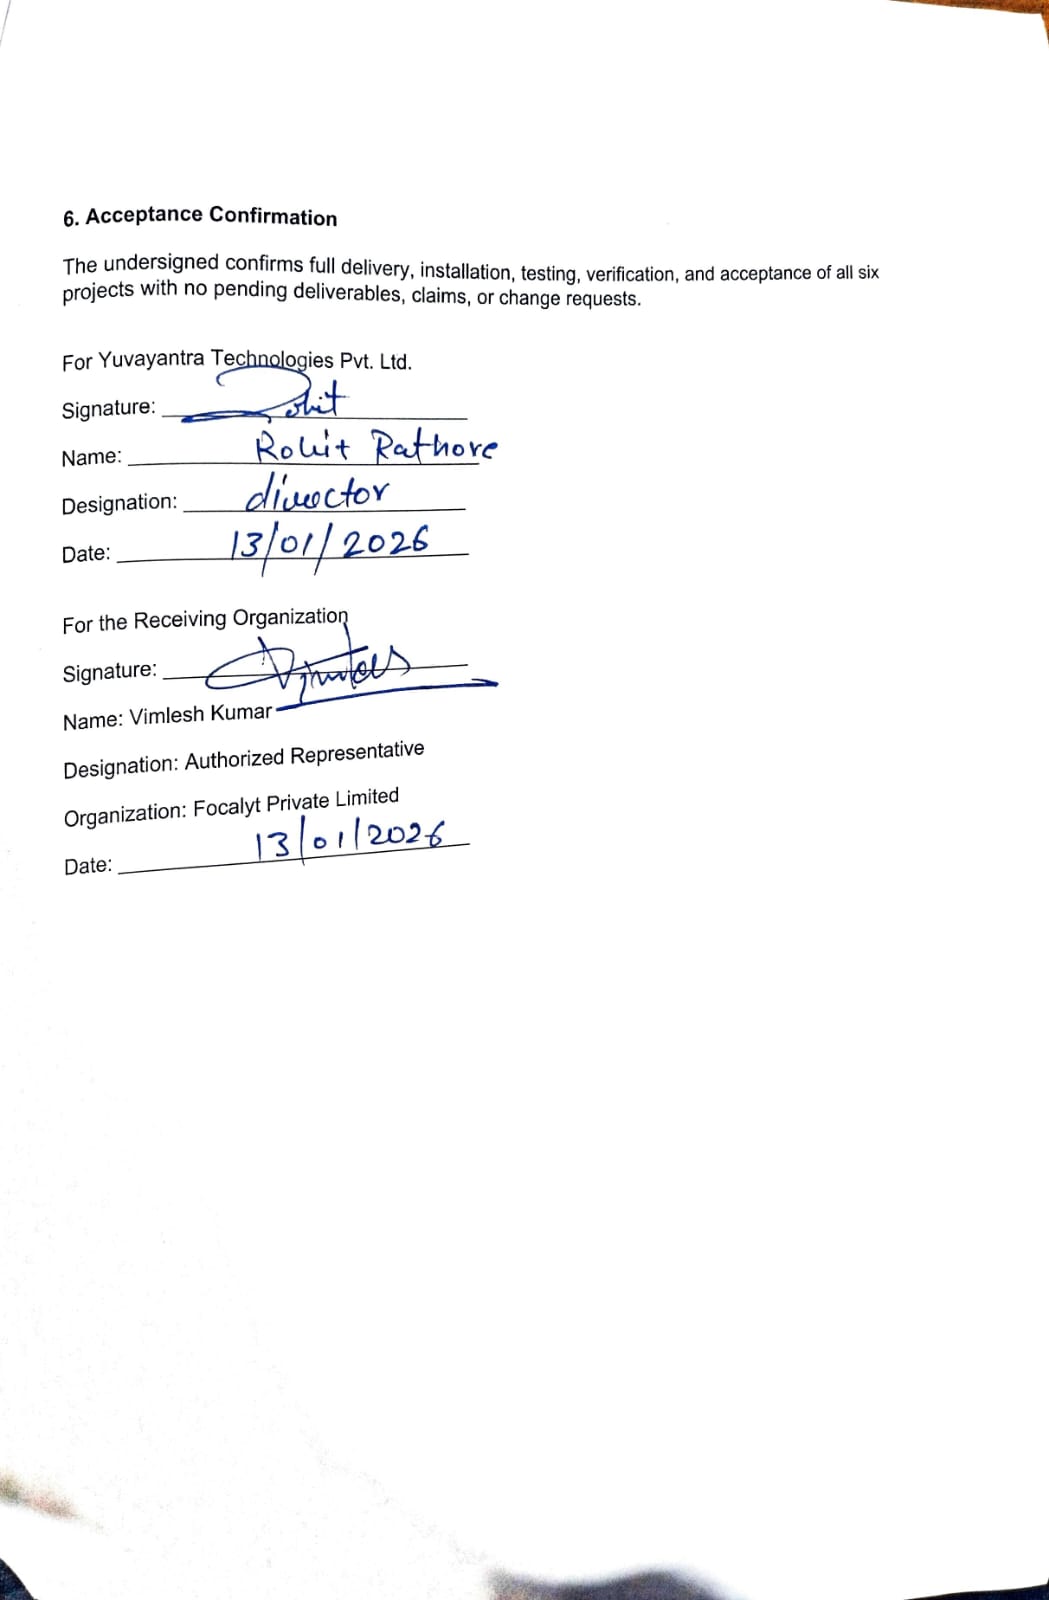 6. Acceptance Confirmation
The undersigned confirms full delivery, installation, testing, verification, and acceptance of all six
projects with no pending deliverables, claims, or change requests.
For Yuvayantra Technologies Pvt. Ltd.
Signature: Rohit
Name: Rohit Rathore
Designation: director
Date: 13/01/2026
For the Receiving Organization
Signature:
Name: Vimlesh Kumar
Designation: Authorized Representative
Organization: Focalyt Private Limited
Date: 13/01/2026